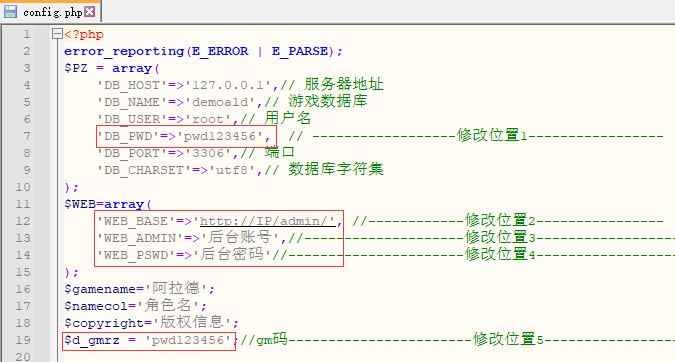 config.php
1 <?php
2 error_reporting(E_ERROR | E_PARSE);
3 $PZ = array(
4 'DB_HOST'=>'127.0.0.1',// 服务器地址
5 'DB_NAME'=>'demoald',// 游戏数据库
6 'DB_USER'=>'root',// 用户名
7 'DB_PWD'=>'pwd123456', // ------------------修改位置1-----------------
8 'DB_PORT'=>'3306',// 端口
9 'DB_CHARSET'=>'utf8',// 数据库字符集
10 );
11 $WEB=array(
12 'WEB_BASE'=>'http://IP/admin/', //------------修改位置2----------------
13 'WEB_ADMIN'=>'后台账号',//--------------------修改位置3------------------
14 'WEB_PSWD'=>'后台密码'//----------------------修改位置4------------------
15 );
16 $gamename='阿拉德';
17 $namecol='角色名';
18 $copyright='版权信息';
19 $d_gmrz = 'pwd123456';//gm码-----------------------修改位置5-----------------
20